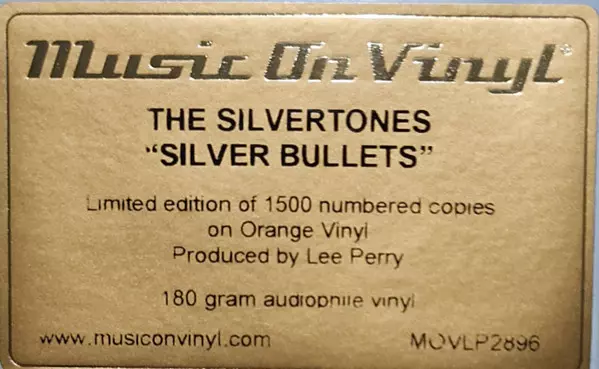 Music On Vinyl®
THE SILVERTONES
"SILVER BULLETS"
Limited edition of 1500 numbered copies
on Orange Vinyl
Produced by Lee Perry
180 gram audiophile vinyl
www.musiconvinyl.com
MOVLP2896